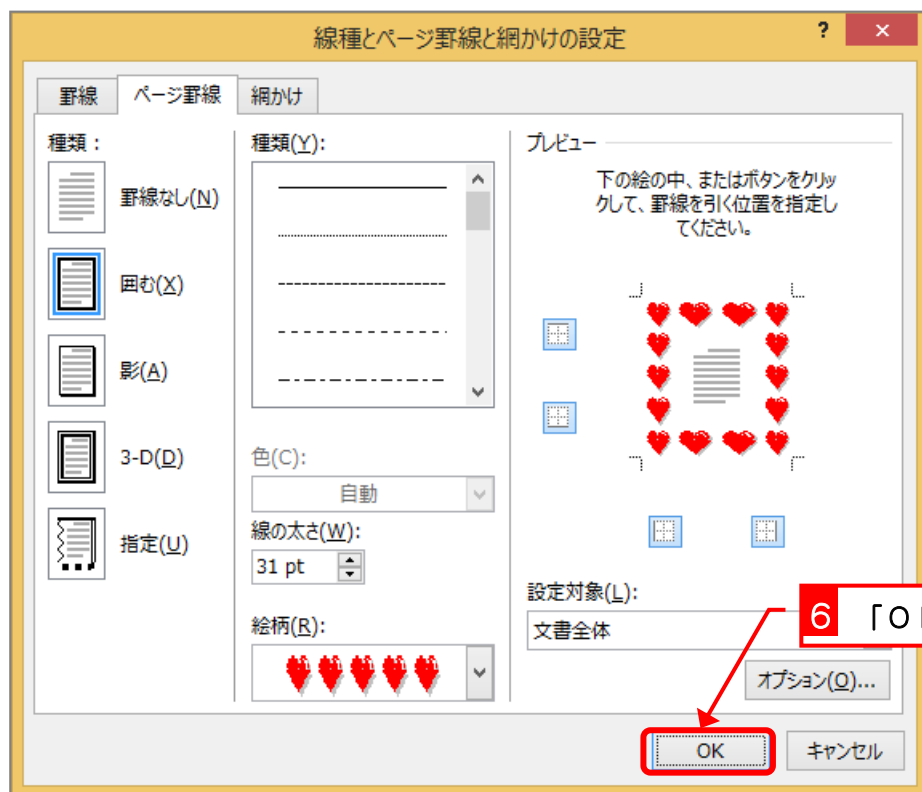 線種とページ罫線と網かけの設定
?
×
罫線
ページ罫線
網かけ
種類：
罫線なし(N)
囲む(X)
影(A)
3-D(D)
指定(U)
種類(Y):
色(C):
自動
線の太さ(W):
31 pt
絵柄(R):
プレビュー
下の絵の中、またはボタンをクリッ
クして、罫線を引く位置を指定し
てください。
設定対象(L):
文書全体
6 「O
オプション(O)...
OK
キャンセル